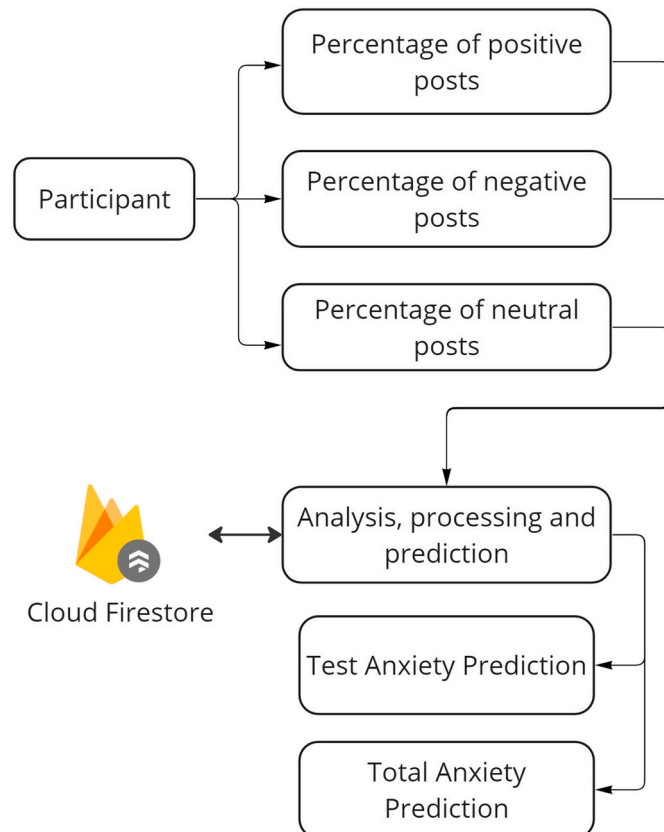 Percentage of positive
posts
Participant
Percentage of negative
posts
Percentage of neutral
posts
Analysis, processing and
prediction
Cloud Firestore
Test Anxiety Prediction
Total Anxiety
Prediction